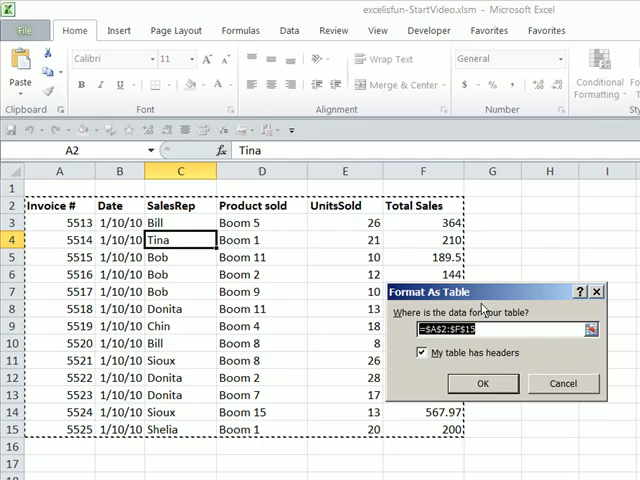 excelisfun-StartVideo.xlsm - Microsoft Excel
File Home Insert Page Layout Formulas Data Review View Developer Favorites Favorites
Paste
Calibri 11 A A
Wrap Text
General
B I U
Merge & Center
$ % ,
Conditional
Formatting
Clipboard Font Alignment Number
A2 fx Tina
A B C D E F G H I
1
2 Invoice # Date SalesRep Product sold UnitsSold Total Sales
3 5513 1/10/10 Bill Boom 5 26 364
4 5514 1/10/10 Tina Boom 1 21 210
5 5515 1/10/10 Bob Boom 11 10 189.5
6 5516 1/10/10 Bob Boom 2 12 144
7 5517 1/10/10 Bob Boom 9 10
8 5518 1/10/10 Donita Boom 11 13
9 5519 1/10/10 Chin Boom 4 18
10 5520 1/10/10 Bill Boom 8 8
11 5521 1/10/10 Sioux Boom 8 26
12 5522 1/10/10 Donita Boom 2 28
13 5523 1/10/10 Donita Boom 7 17
14 5524 1/10/10 Sioux Boom 15 13 567.97
15 5525 1/10/10 Shelia Boom 1 20 200
16
17
Format As Table
Where is the data for your table?
=$A$2:$F$15
My table has headers
OK Cancel